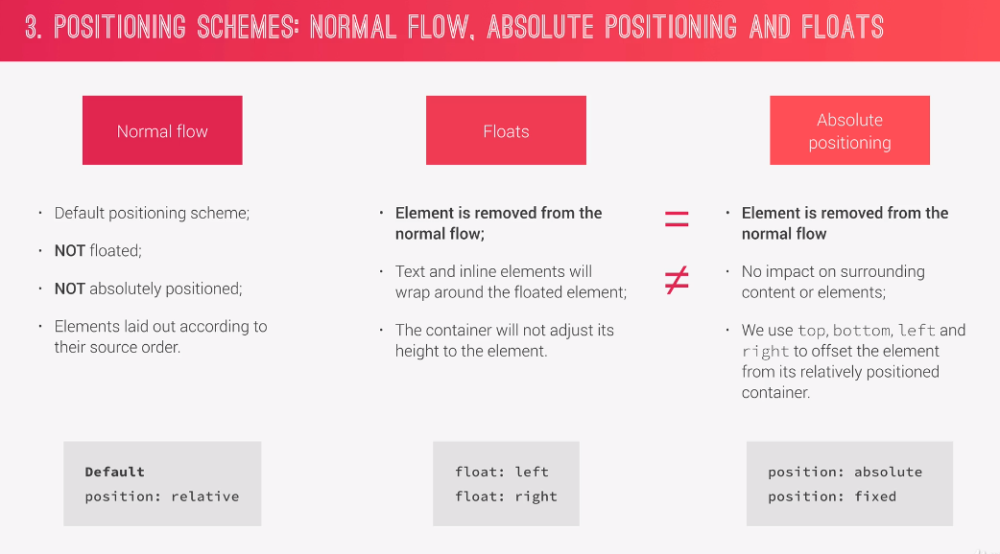 3. POSITIONING SCHEMES: NORMAL FLOW, ABSOLUTE POSITIONING AND FLOATS
Normal flow
· Default positioning scheme;
· NOT floated;
· NOT absolutely positioned;
· Elements laid out according to
their source order.
Default
position: relative
Floats
· Element is removed from the
normal flow;
· Text and inline elements will
wrap around the floated element;
· The container will not adjust its
height to the element.
float: left
float: right
=
≠
Absolute
positioning
· Element is removed from the
normal flow
· No impact on surrounding
content or elements;
· We use top, bottom, left and
right to offset the element
from its relatively positioned
container.
position: absolute
position: fixed